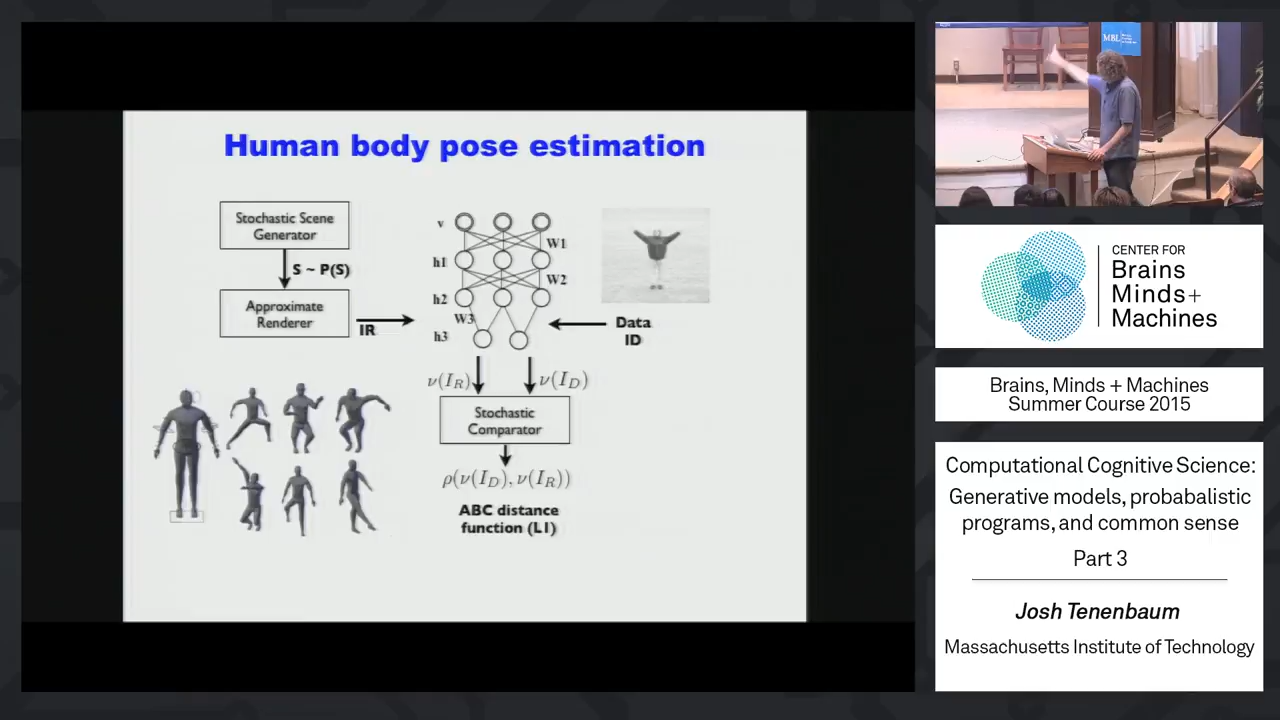 Human body pose estimation
Stochastic Scene
Generator
S ~ P(S)
Approximate
Renderer
IR
v
h1
h2
h3
W1
W2
W3
Data
ID
ν(I_R)
ν(I_D)
Stochastic
Comparator
ρ(ν(I_D), ν(I_R))
ABC distance
function (L1)
MBL
CENTER FOR
Brains
Minds+
Machines
Brains, Minds + Machines
Summer Course 2015
Computational Cognitive Science:
Generative models, probabalistic
programs, and common sense
Part 3
Josh Tenenbaum
Massachusetts Institute of Technology